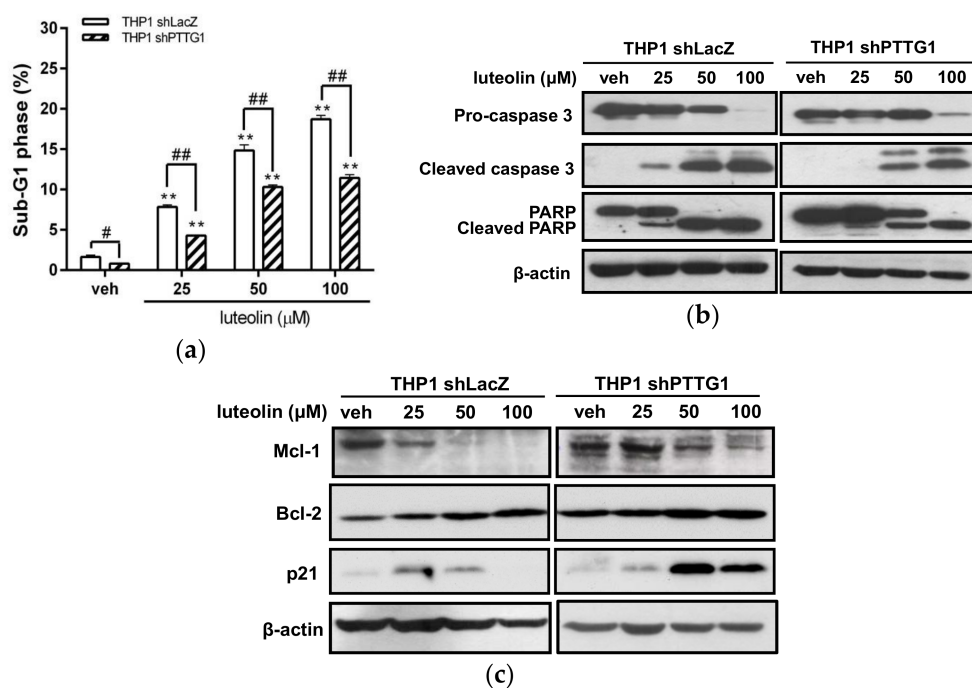 (a)
THP1 shLacZ
THP1 shPTTG1
Sub-G1 phase (%)
30
25
20
15
10
5
0
#
**
##
**
**
##
**
**
##
**
veh
25
50
100
luteolin (μM)
(a)
THP1 shLacZ THP1 shPTTG1
luteolin (μM) veh 25 50 100 veh 25 50 100
Pro-caspase 3
Cleaved caspase 3
PARP
Cleaved PARP
β-actin
(b)
THP1 shLacZ THP1 shPTTG1
luteolin (μM) veh 25 50 100 veh 25 50 100
Mcl-1
Bcl-2
p21
β-actin
(c)